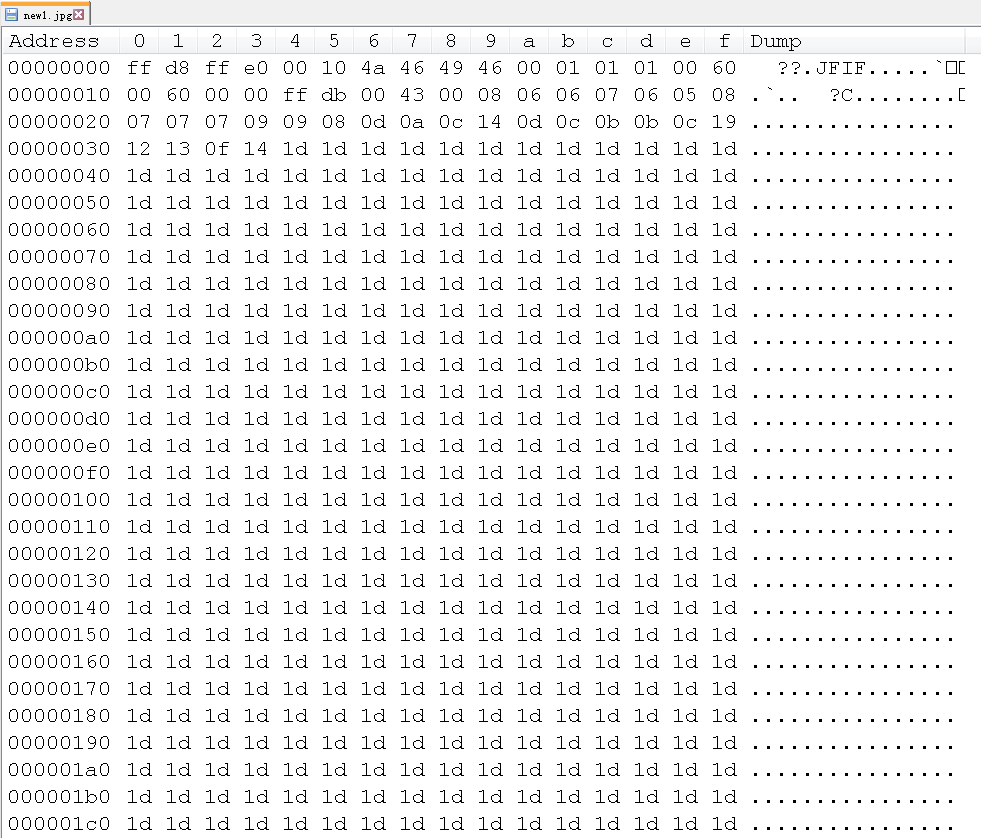 new1.jpg
Address 0 1 2 3 4 5 6 7 8 9 a b c d e f Dump
00000000 ff d8 ff e0 00 10 4a 46 49 46 00 01 01 01 00 60 ??.JFIF.....`□□
00000010 00 60 00 00 ff db 00 43 00 08 06 06 07 06 05 08 .`.. ?C........□
00000020 07 07 07 09 09 08 0d 0a 0c 14 0d 0c 0b 0b 0c 19 ................
00000030 12 13 0f 14 1d 1d 1d 1d 1d 1d 1d 1d 1d 1d 1d 1d ................
00000040 1d 1d 1d 1d 1d 1d 1d 1d 1d 1d 1d 1d 1d 1d 1d 1d ................
00000050 1d 1d 1d 1d 1d 1d 1d 1d 1d 1d 1d 1d 1d 1d 1d 1d ................
00000060 1d 1d 1d 1d 1d 1d 1d 1d 1d 1d 1d 1d 1d 1d 1d 1d ................
00000070 1d 1d 1d 1d 1d 1d 1d 1d 1d 1d 1d 1d 1d 1d 1d 1d ................
00000080 1d 1d 1d 1d 1d 1d 1d 1d 1d 1d 1d 1d 1d 1d 1d 1d ................
00000090 1d 1d 1d 1d 1d 1d 1d 1d 1d 1d 1d 1d 1d 1d 1d 1d ................
000000a0 1d 1d 1d 1d 1d 1d 1d 1d 1d 1d 1d 1d 1d 1d 1d 1d ................
000000b0 1d 1d 1d 1d 1d 1d 1d 1d 1d 1d 1d 1d 1d 1d 1d 1d ................
000000c0 1d 1d 1d 1d 1d 1d 1d 1d 1d 1d 1d 1d 1d 1d 1d 1d ................
000000d0 1d 1d 1d 1d 1d 1d 1d 1d 1d 1d 1d 1d 1d 1d 1d 1d ................
000000e0 1d 1d 1d 1d 1d 1d 1d 1d 1d 1d 1d 1d 1d 1d 1d 1d ................
000000f0 1d 1d 1d 1d 1d 1d 1d 1d 1d 1d 1d 1d 1d 1d 1d 1d ................
00000100 1d 1d 1d 1d 1d 1d 1d 1d 1d 1d 1d 1d 1d 1d 1d 1d ................
00000110 1d 1d 1d 1d 1d 1d 1d 1d 1d 1d 1d 1d 1d 1d 1d 1d ................
00000120 1d 1d 1d 1d 1d 1d 1d 1d 1d 1d 1d 1d 1d 1d 1d 1d ................
00000130 1d 1d 1d 1d 1d 1d 1d 1d 1d 1d 1d 1d 1d 1d 1d 1d ................
00000140 1d 1d 1d 1d 1d 1d 1d 1d 1d 1d 1d 1d 1d 1d 1d 1d ................
00000150 1d 1d 1d 1d 1d 1d 1d 1d 1d 1d 1d 1d 1d 1d 1d 1d ................
00000160 1d 1d 1d 1d 1d 1d 1d 1d 1d 1d 1d 1d 1d 1d 1d 1d ................
00000170 1d 1d 1d 1d 1d 1d 1d 1d 1d 1d 1d 1d 1d 1d 1d 1d ................
00000180 1d 1d 1d 1d 1d 1d 1d 1d 1d 1d 1d 1d 1d 1d 1d 1d ................
00000190 1d 1d 1d 1d 1d 1d 1d 1d 1d 1d 1d 1d 1d 1d 1d 1d ................
000001a0 1d 1d 1d 1d 1d 1d 1d 1d 1d 1d 1d 1d 1d 1d 1d 1d ................
000001b0 1d 1d 1d 1d 1d 1d 1d 1d 1d 1d 1d 1d 1d 1d 1d 1d ................
000001c0 1d 1d 1d 1d 1d 1d 1d 1d 1d 1d 1d 1d 1d 1d 1d 1d ................